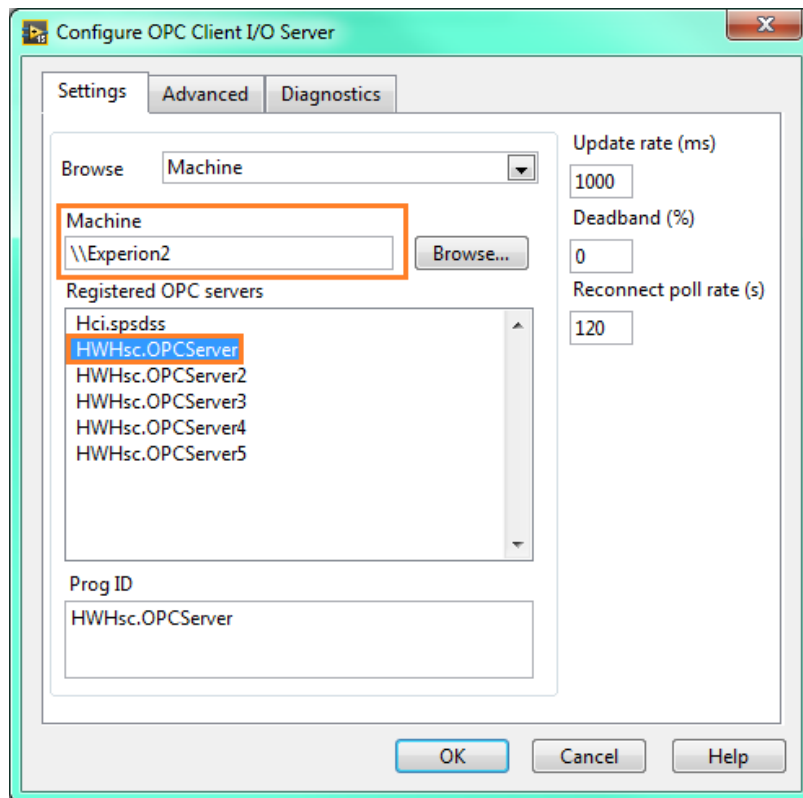 Configure OPC Client I/O Server
Settings
Advanced
Diagnostics
Browse
Machine
Machine
\\Experion2
Browse...
Registered OPC servers
Hci.spsdss
HWHsc.OPCServer
HWHsc.OPCServer2
HWHsc.OPCServer3
HWHsc.OPCServer4
HWHsc.OPCServer5
Prog ID
HWHsc.OPCServer
Update rate (ms)
1000
Deadband (%)
0
Reconnect poll rate (s)
120
OK
Cancel
Help